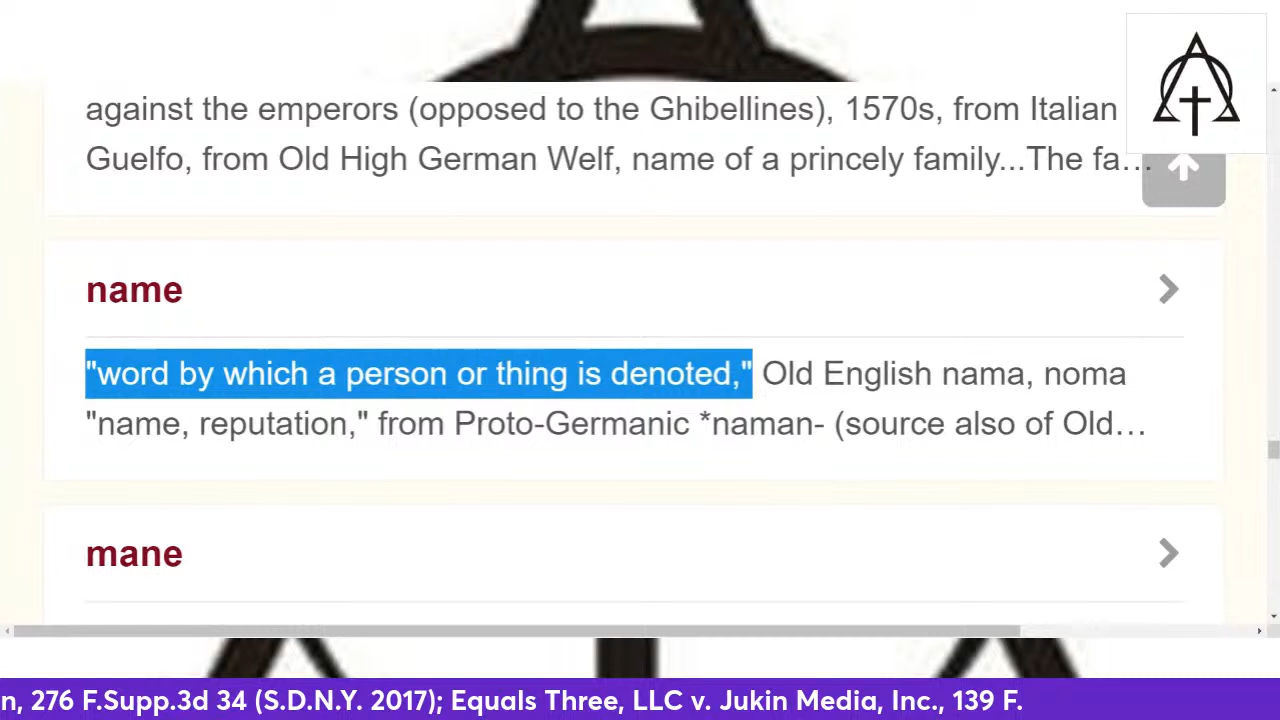 against the emperors (opposed to the Ghibellines), 1570s, from Italian
Guelfo, from Old High German Welf, name of a princely family...The fa…
name
"word by which a person or thing is denoted," Old English nama, noma
"name, reputation," from Proto-Germanic *naman- (source also of Old…
mane
n, 276 F.Supp.3d 34 (S.D.N.Y. 2017); Equals Three, LLC v. Jukin Media, Inc., 139 F.